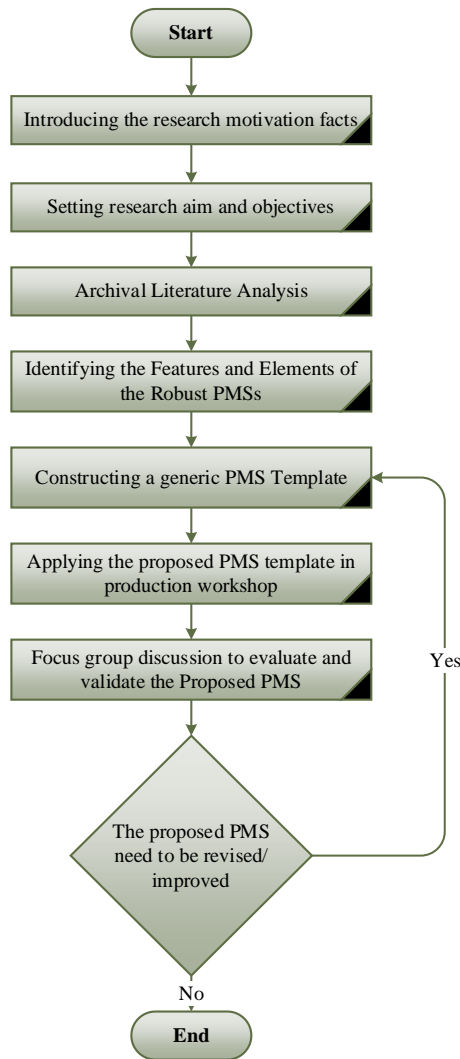 Start
Introducing the research motivation facts
Setting research aim and objectives
Archival Literature Analysis
Identifying the Features and Elements of
the Robust PMSs
Constructing a generic PMS Template
Applying the proposed PMS template in
production workshop
Focus group discussion to evaluate and
validate the Proposed PMS
Yes
The proposed PMS
need to be revised/
improved
No
End